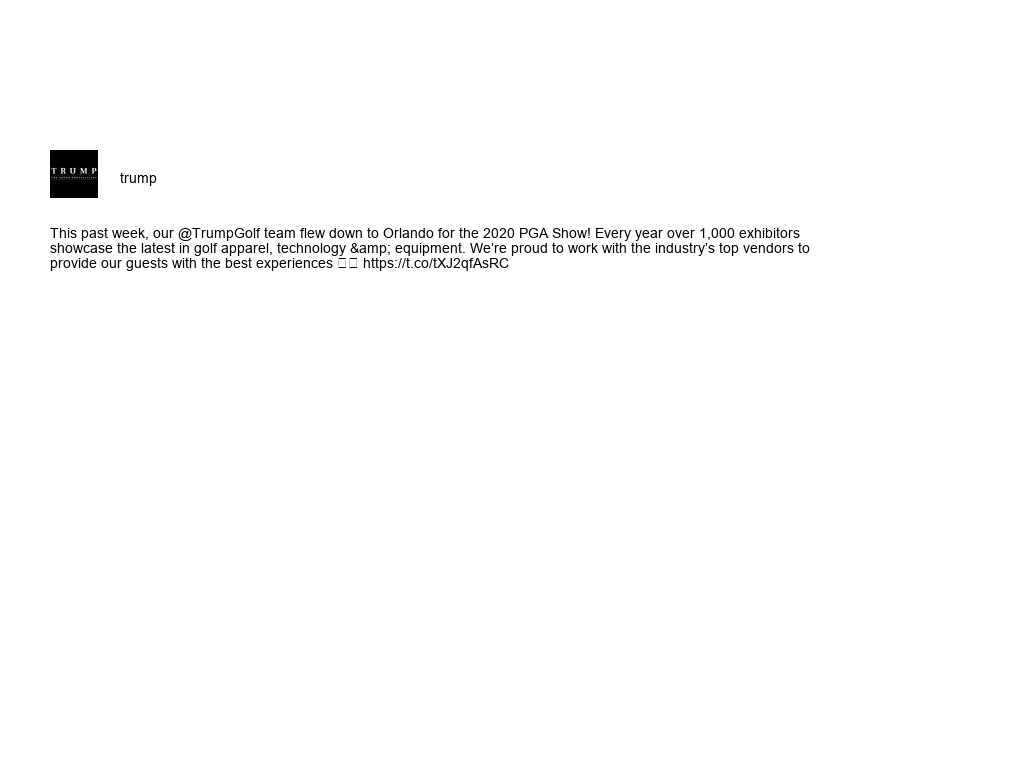 TRUMP
trump
This past week, our @TrumpGolf team flew down to Orlando for the 2020 PGA Show! Every year over 1,000 exhibitors
showcase the latest in golf apparel, technology &amp; equipment. We’re proud to work with the industry’s top vendors to
provide our guests with the best experiences □□ https://t.co/tXJ2qfAsRC